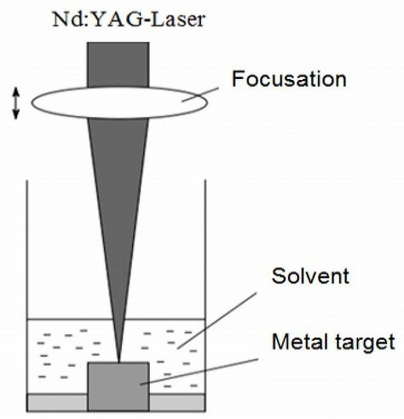 Nd:YAG-Laser
Focusation
Solvent
Metal target